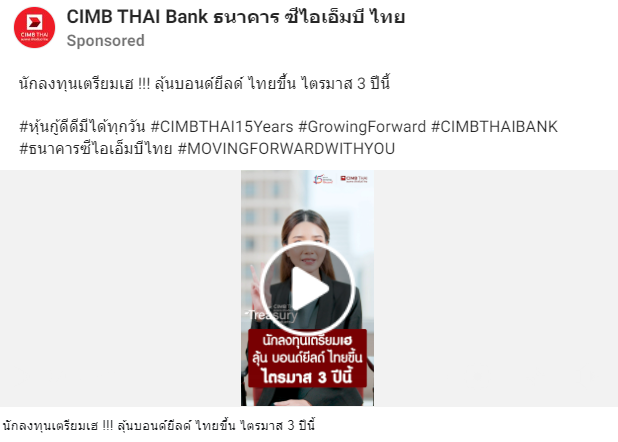 CIMB THAI Bank ธนาคาร ซีไอเอ็มบี ไทย
Sponsored
นักลงทุนเตรียมเฮ !!! ลุ้นบอนด์ยีลด์ ไทยขึ้น ไตรมาส 3 ปีนี้
#หุ้นกู้ดีดีมีได้ทุกวัน #CIMBTHAI15Years #GrowingForward #CIMBTHAIBANK
#ธนาคารซีไอเอ็มบีไทย #MOVINGFORWARDWITHYOU
CIMB THAI
CIMB THAI
Treasury
นักลงทุนเตรียมเฮ
ลุ้น บอนด์ยีลด์ ไทยขึ้น
ไตรมาส 3 ปีนี้
นักลงทุนเตรียมเฮ !!! ลุ้นบอนด์ยีลด์ ไทยขึ้น ไตรมาส 3 ปีนี้